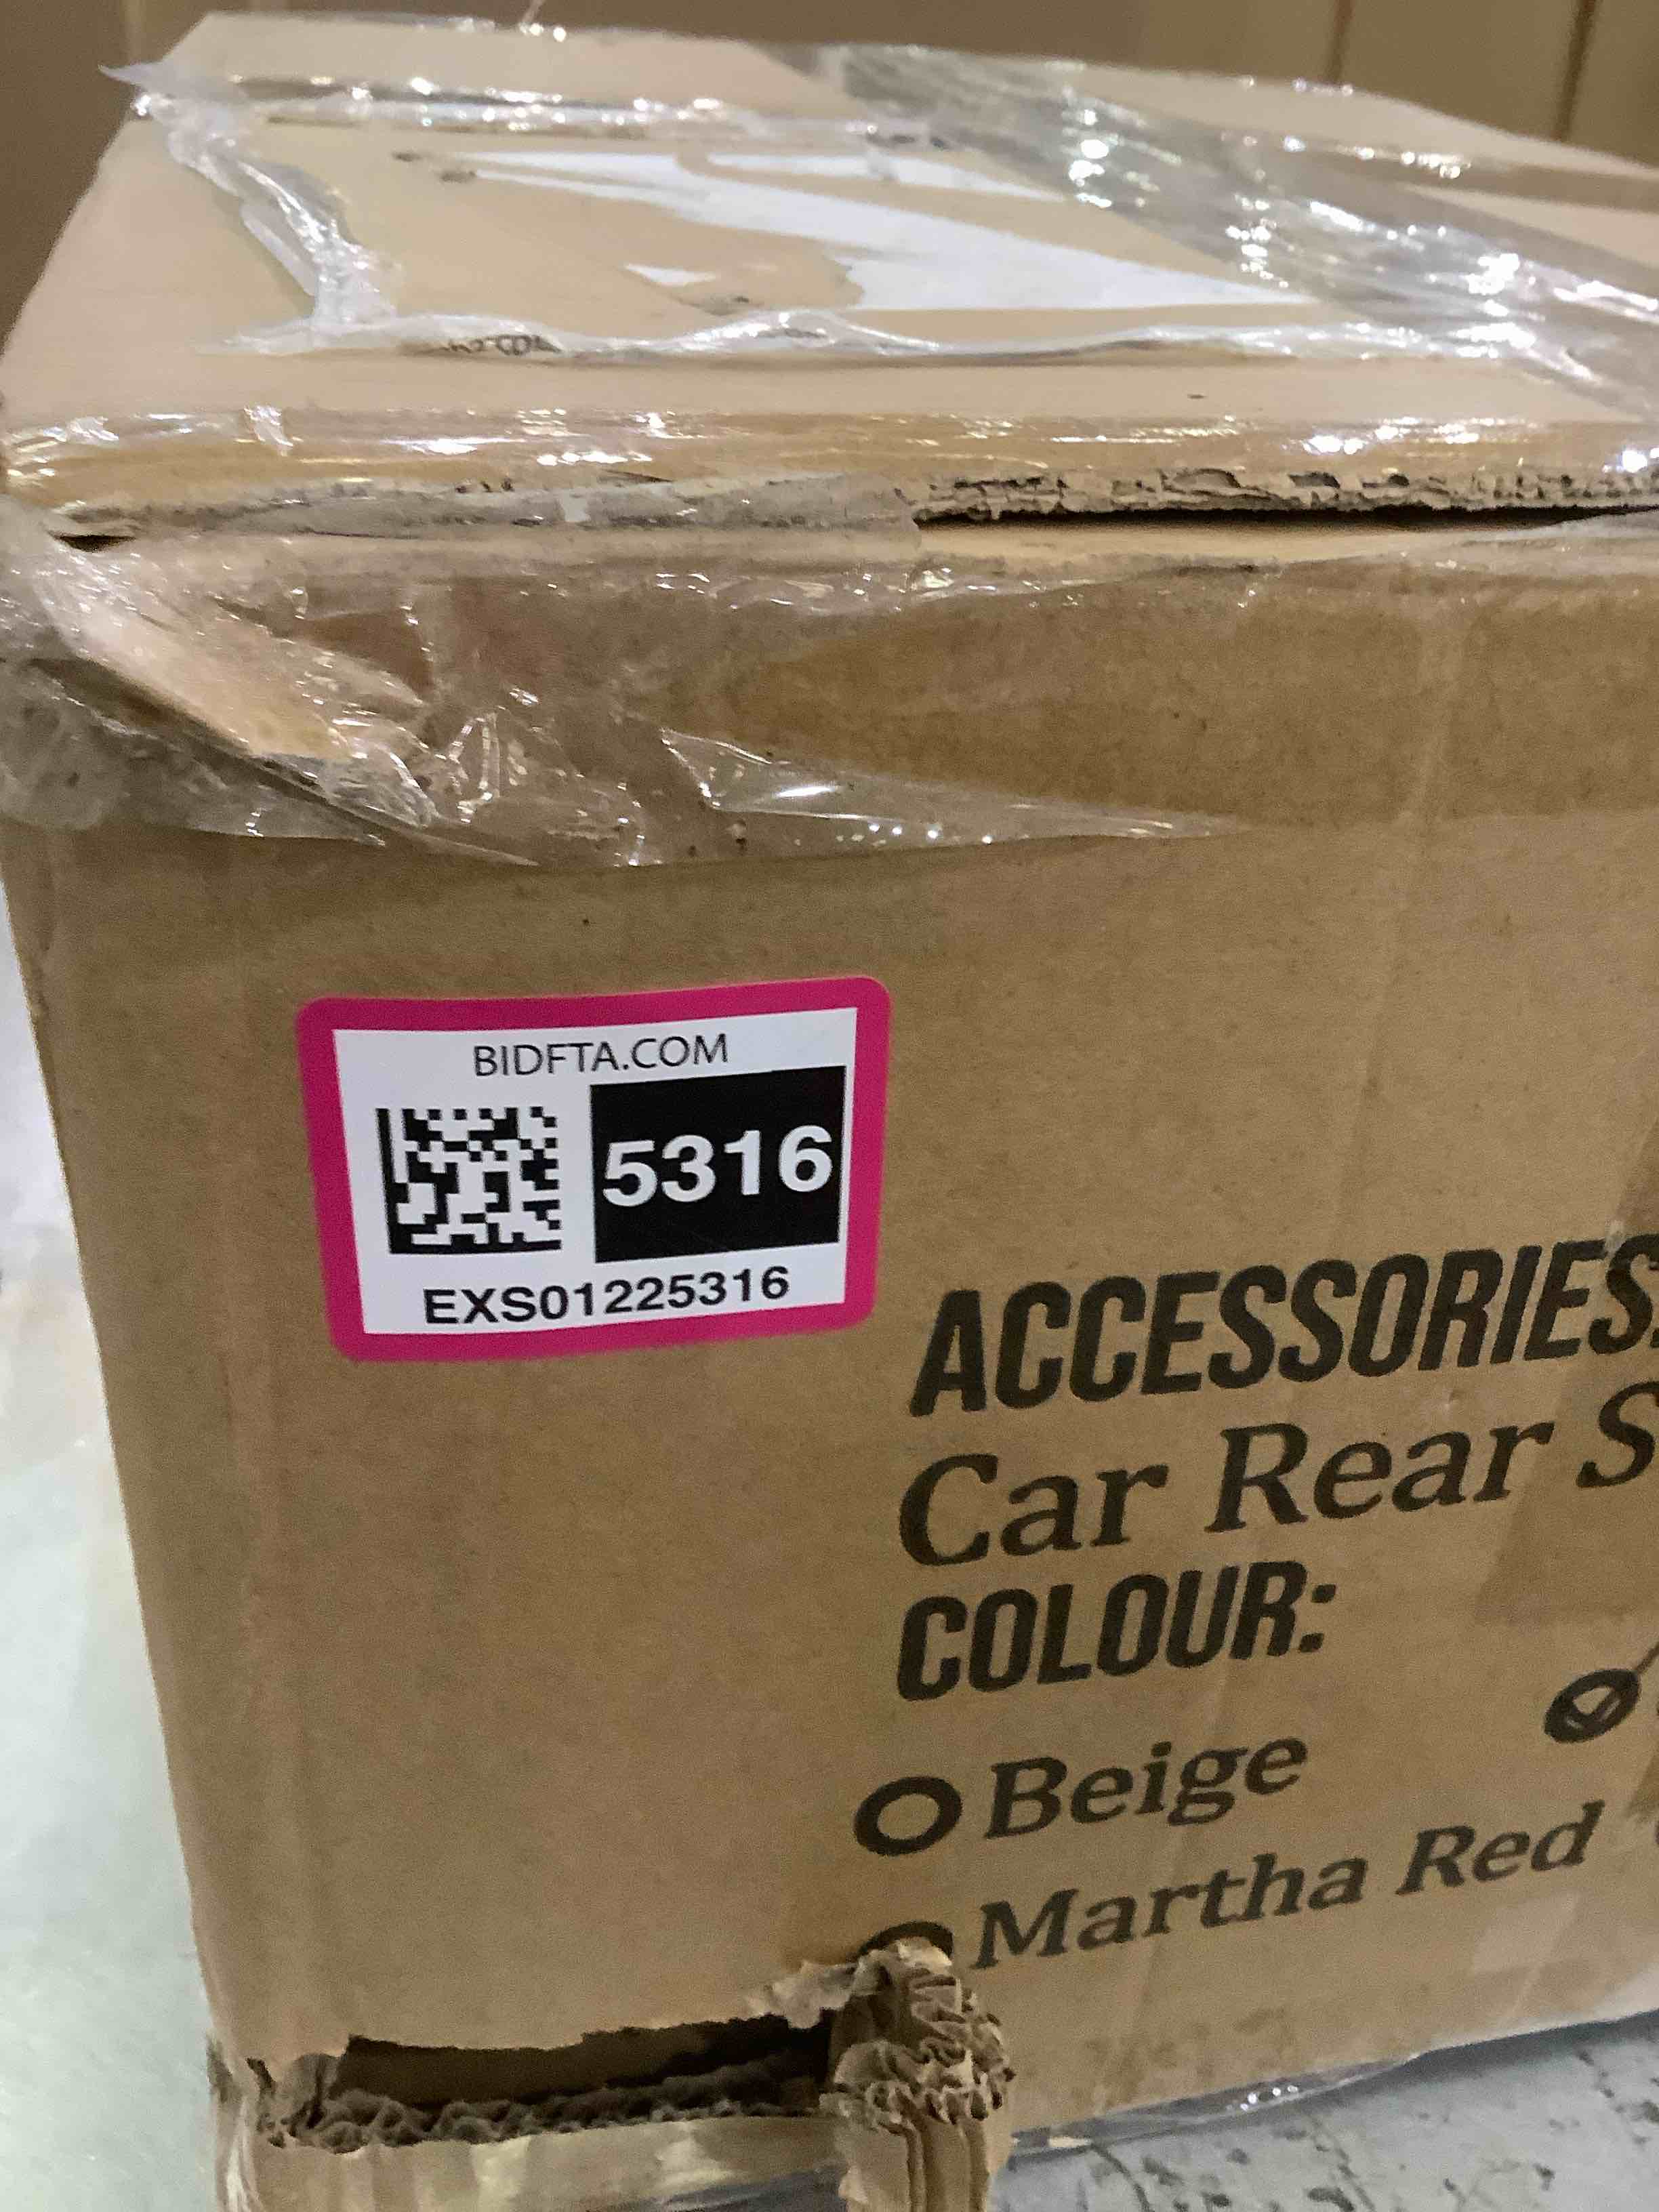 BIDFTA.COM
5316
EXS01225316
ACCESSORIES:
Car Rear S
COLOUR:
Beige
Martha Red